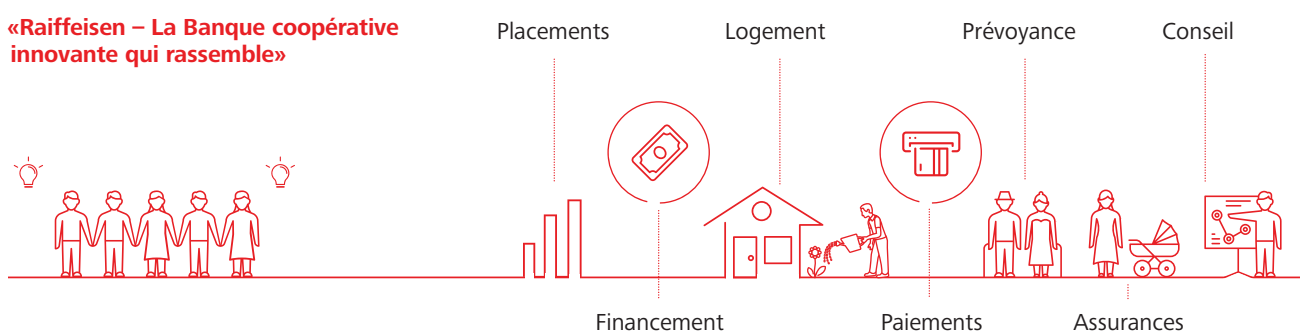 «Raiffeisen – La Banque coopérative
innovante qui rassemble»
Placements
Logement
Prévoyance
Conseil
Financement
Paiements
Assurances